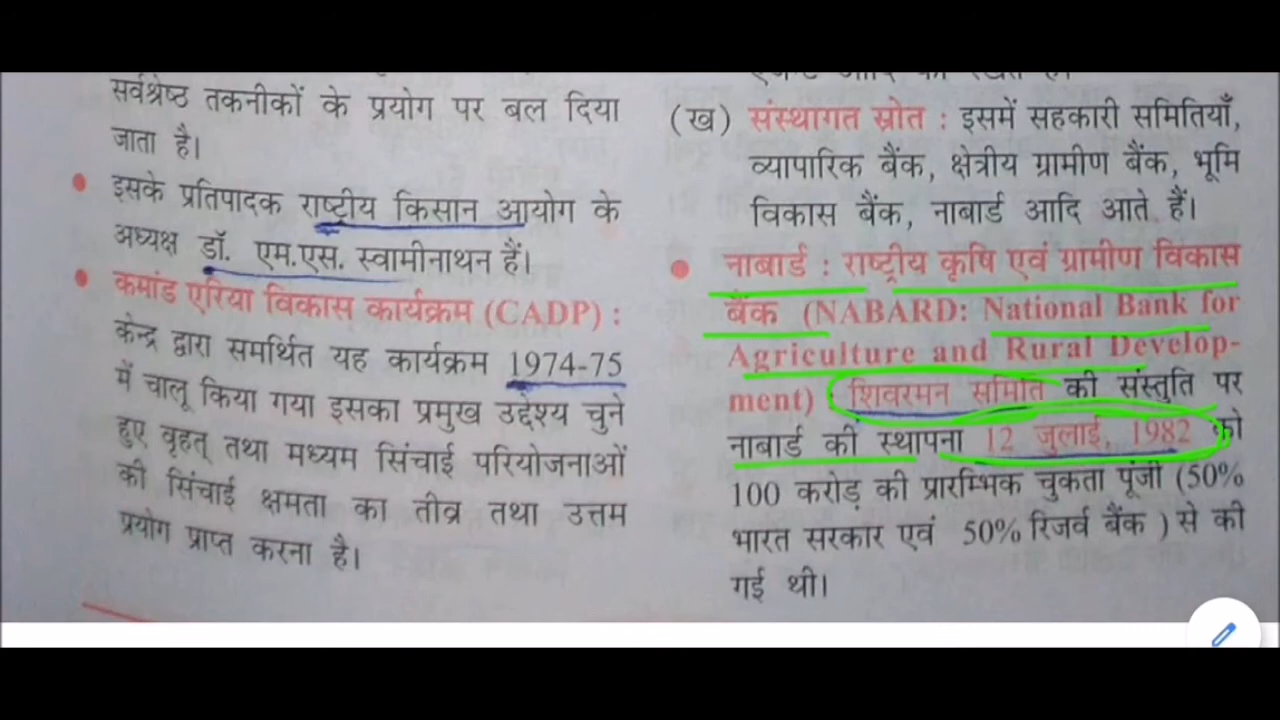 सर्वश्रेष्ठ तकनीकों के प्रयोग पर बल दिया
जाता है।
इसके प्रतिपादक राष्ट्रीय किसान आयोग के
अध्यक्ष डॉ. एम.एस. स्वामीनाथन हैं।
कमांड एरिया विकास कार्यक्रम (CADP) :
केन्द्र द्वारा समर्थित यह कार्यक्रम 1974-75
में चालू किया गया इसका प्रमुख उद्देश्य चुने
हुए वृहत् तथा मध्यम सिंचाई परियोजनाओं
की सिंचाई क्षमता का तीव्र तथा उत्तम
प्रयोग प्राप्त करना है।
(ख) संस्थागत स्रोत : इसमें सहकारी समितियाँ,
व्यापारिक बैंक, क्षेत्रीय ग्रामीण बैंक, भूमि
विकास बैंक, नाबार्ड आदि आते हैं।
नाबार्ड : राष्ट्रीय कृषि एवं ग्रामीण विकास
बैंक (NABARD: National Bank for
Agriculture and Rural Develop-
ment) शिवरमन समिति की संस्तुति पर
नाबार्ड की स्थापना 12 जुलाई, 1982 को
100 करोड़ की प्रारम्भिक चुकता पूंजी (50%
भारत सरकार एवं 50% रिजर्व बैंक ) से की
गई थी।